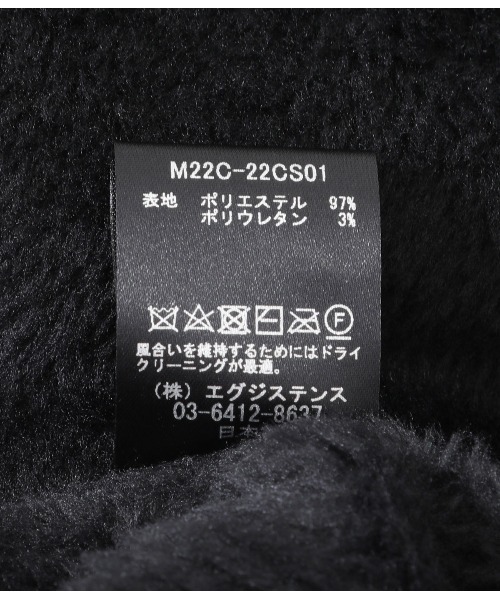 M22C-22CS01
表地 ポリエステル 97%
ポリウレタン 3%
F
風合いを維持するためにはドライ
クリーニングが最適。
（株）エグジステンス
03-6412-8637
日本